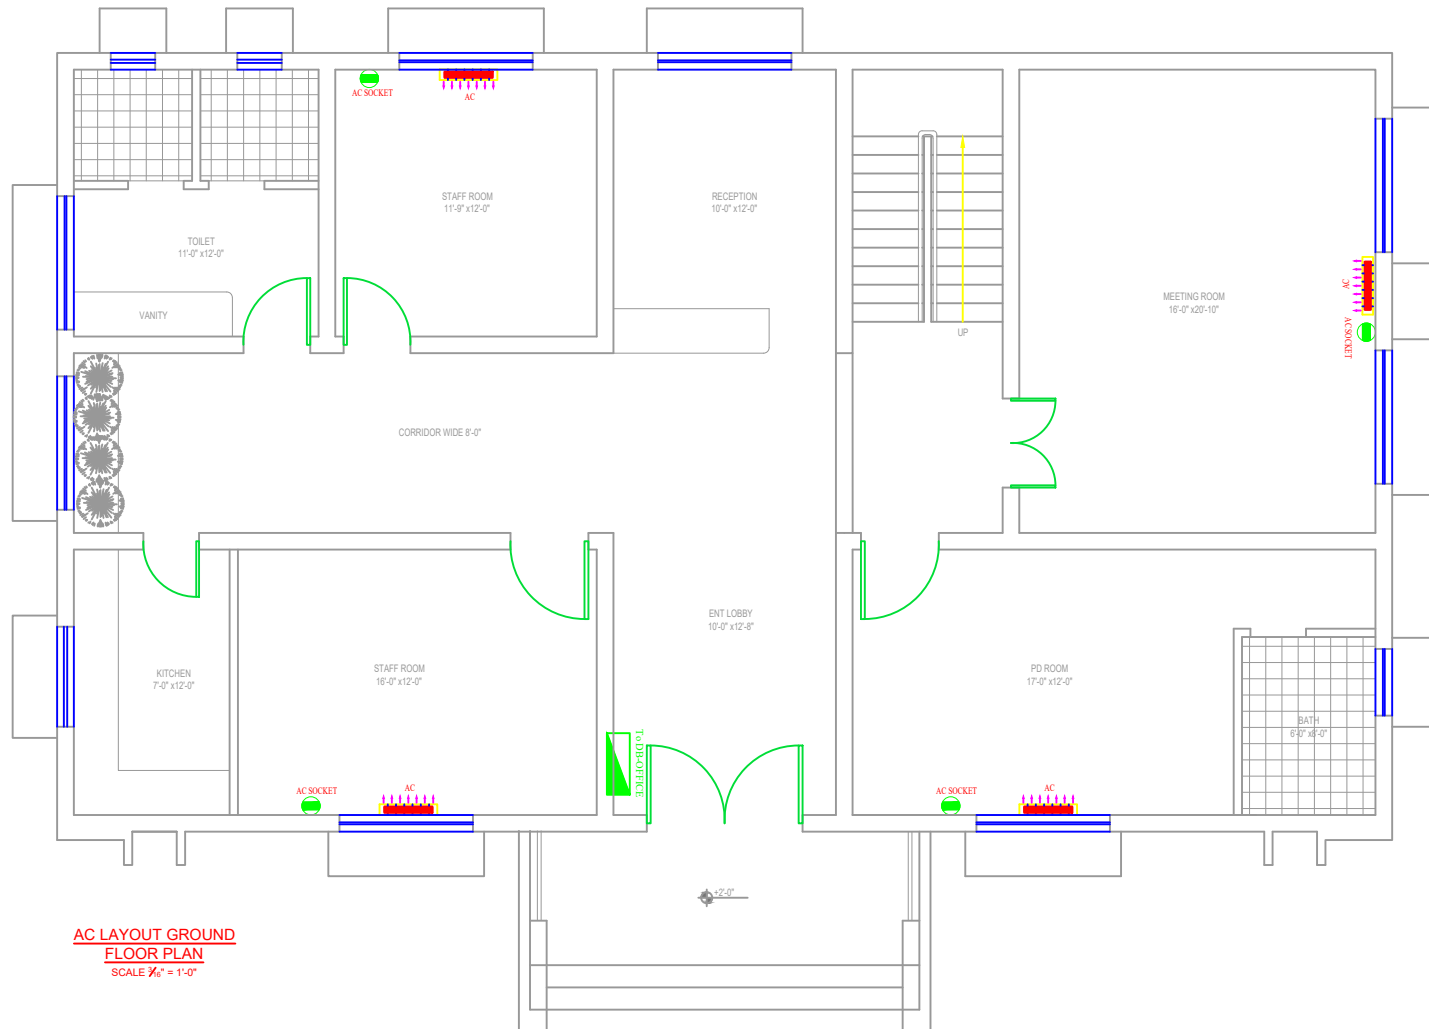 AC SOCKET
AC
STAFF ROOM
11'-9" x12'-0"
RECEPTION
10'-0" x12'-0"
TOILET
11'-0" x12'-0"
VANITY
UP
MEETING ROOM
16'-0" x20'-10"
AC
AC SOCKET
CORRIDOR WIDE 8'-0"
ENT LOBBY
10'-0" x12'-8"
KITCHEN
7'-0" x12'-0"
STAFF ROOM
16'-0" x12'-0"
PD ROOM
17'-0" x12'-0"
BATH
6'-0" x8'-0"
To DB-OFFICE
AC SOCKET
AC
AC SOCKET
AC
+2'-0"
AC LAYOUT GROUND
FLOOR PLAN
SCALE 3/16" = 1'-0"